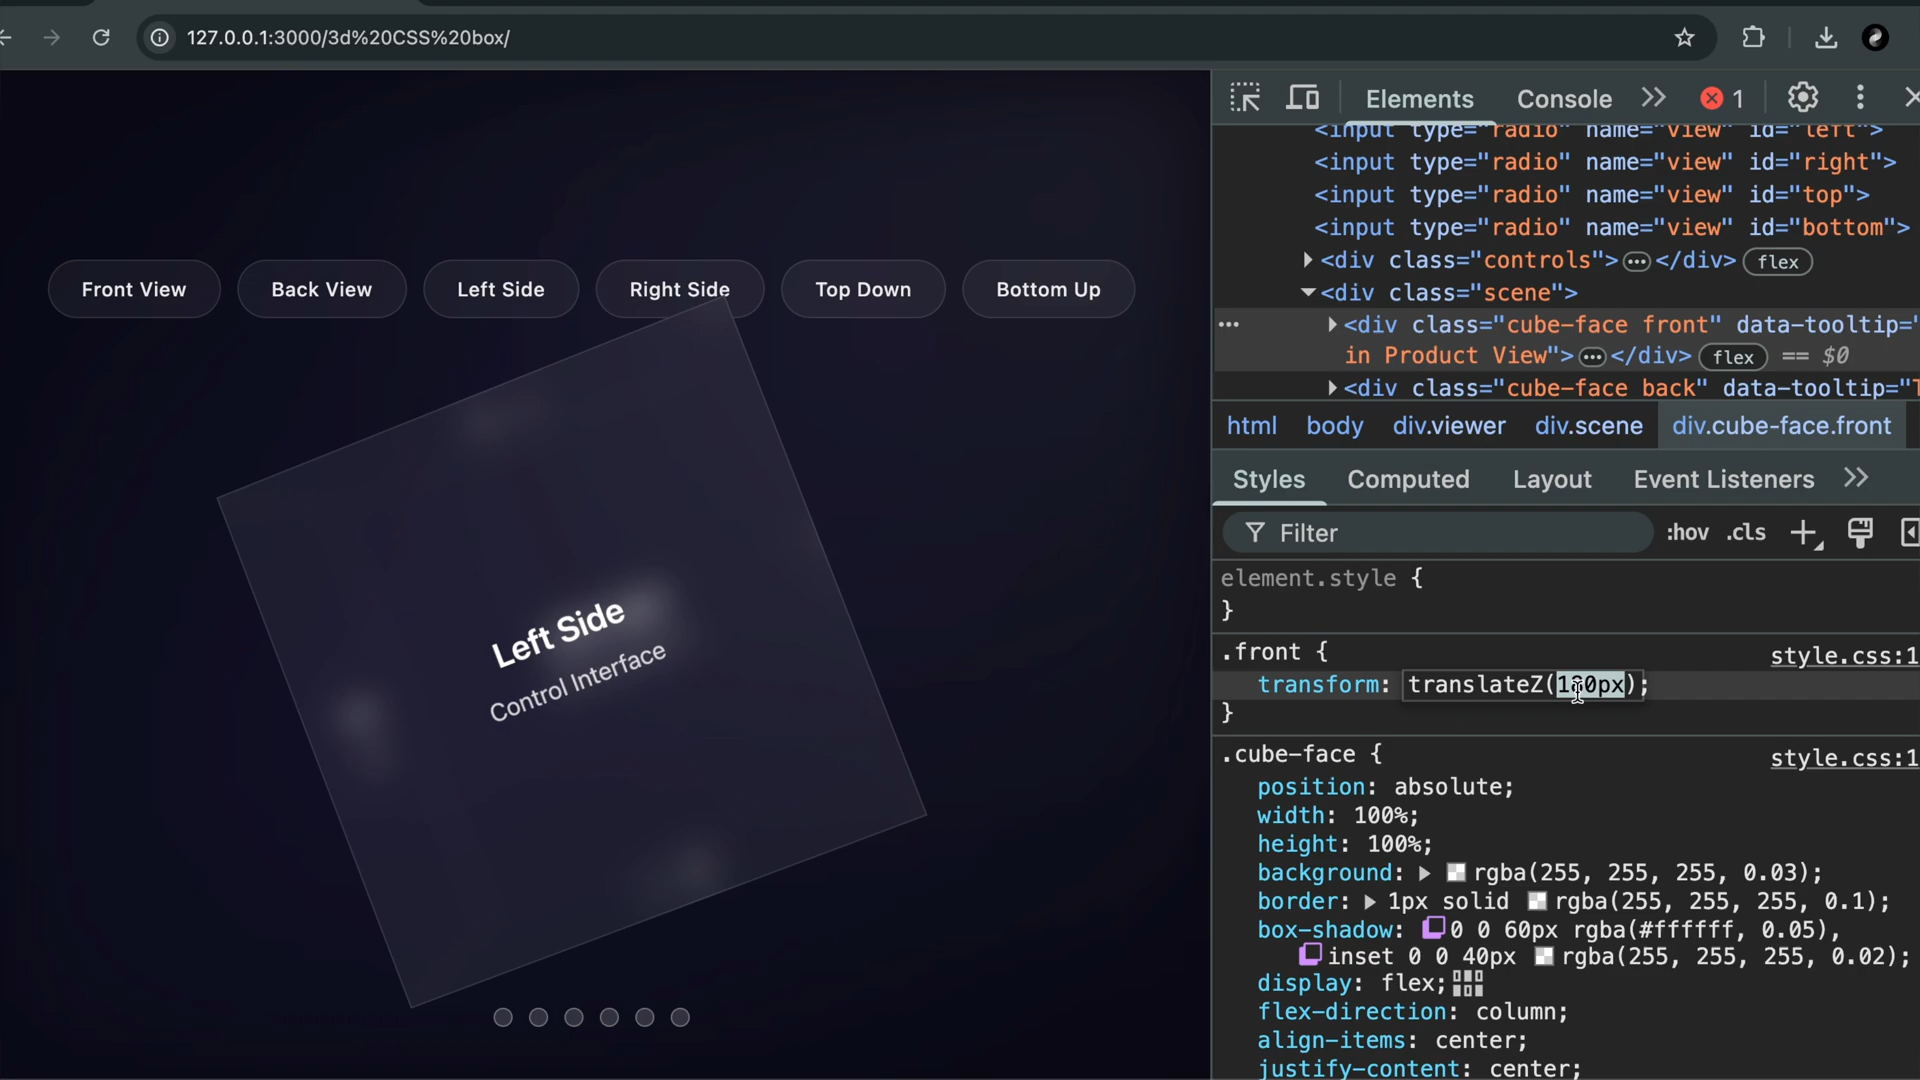 127.0.0.1:3000/3d%20CSS%20box/
Front View
Back View
Left Side
Right Side
Top Down
Bottom Up
Left Side
Control Interface
Elements
Console
1
<input type="radio" name="view" id="left">
<input type="radio" name="view" id="right">
<input type="radio" name="view" id="top">
<input type="radio" name="view" id="bottom">
<div class="controls">…</div> flex
<div class="scene">
<div class="cube-face front" data-tooltip="
in Product View">…</div> flex == $0
<div class="cube-face back" data-tooltip="
html body div.viewer div.scene div.cube-face.front
Styles Computed Layout Event Listeners
Filter
:hov .cls
element.style {
}
.front {
style.css:1
transform: translateZ(180px);
}
.cube-face {
style.css:1
position: absolute;
width: 100%;
height: 100%;
background: rgba(255, 255, 255, 0.03);
border: 1px solid rgba(255, 255, 255, 0.1);
box-shadow: 0 0 60px rgba(#ffffff, 0.05),
inset 0 0 40px rgba(255, 255, 255, 0.02);
display: flex;
flex-direction: column;
align-items: center;
justify-content: center;